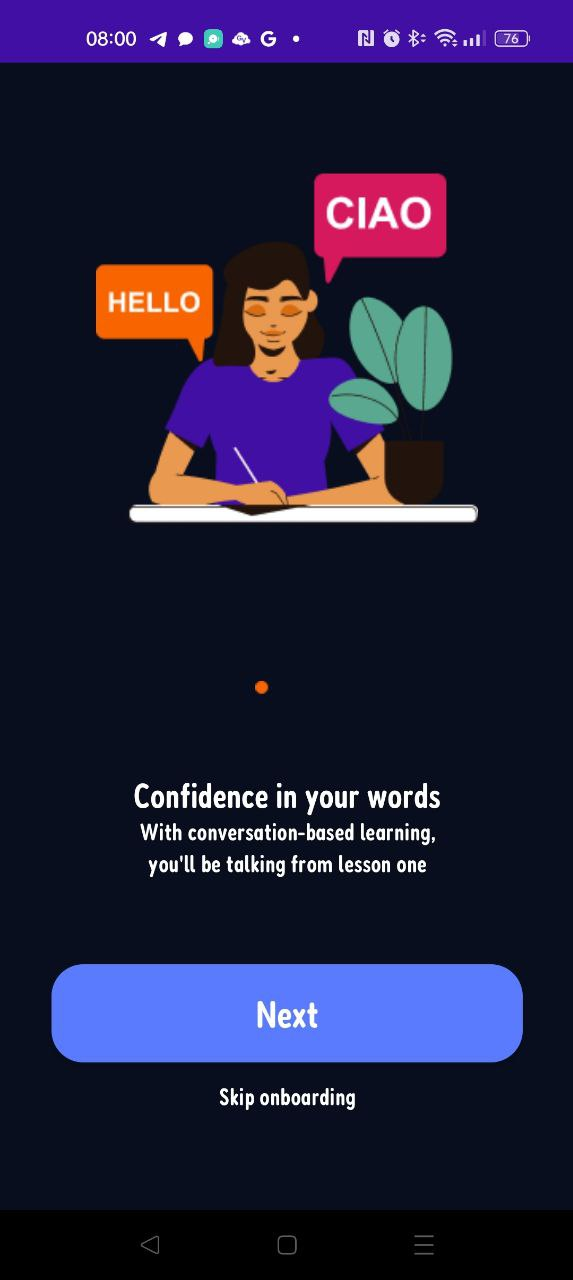 08:00
76
CIAO
HELLO
Confidence in your words
With conversation-based learning,
you'll be talking from lesson one
Next
Skip onboarding